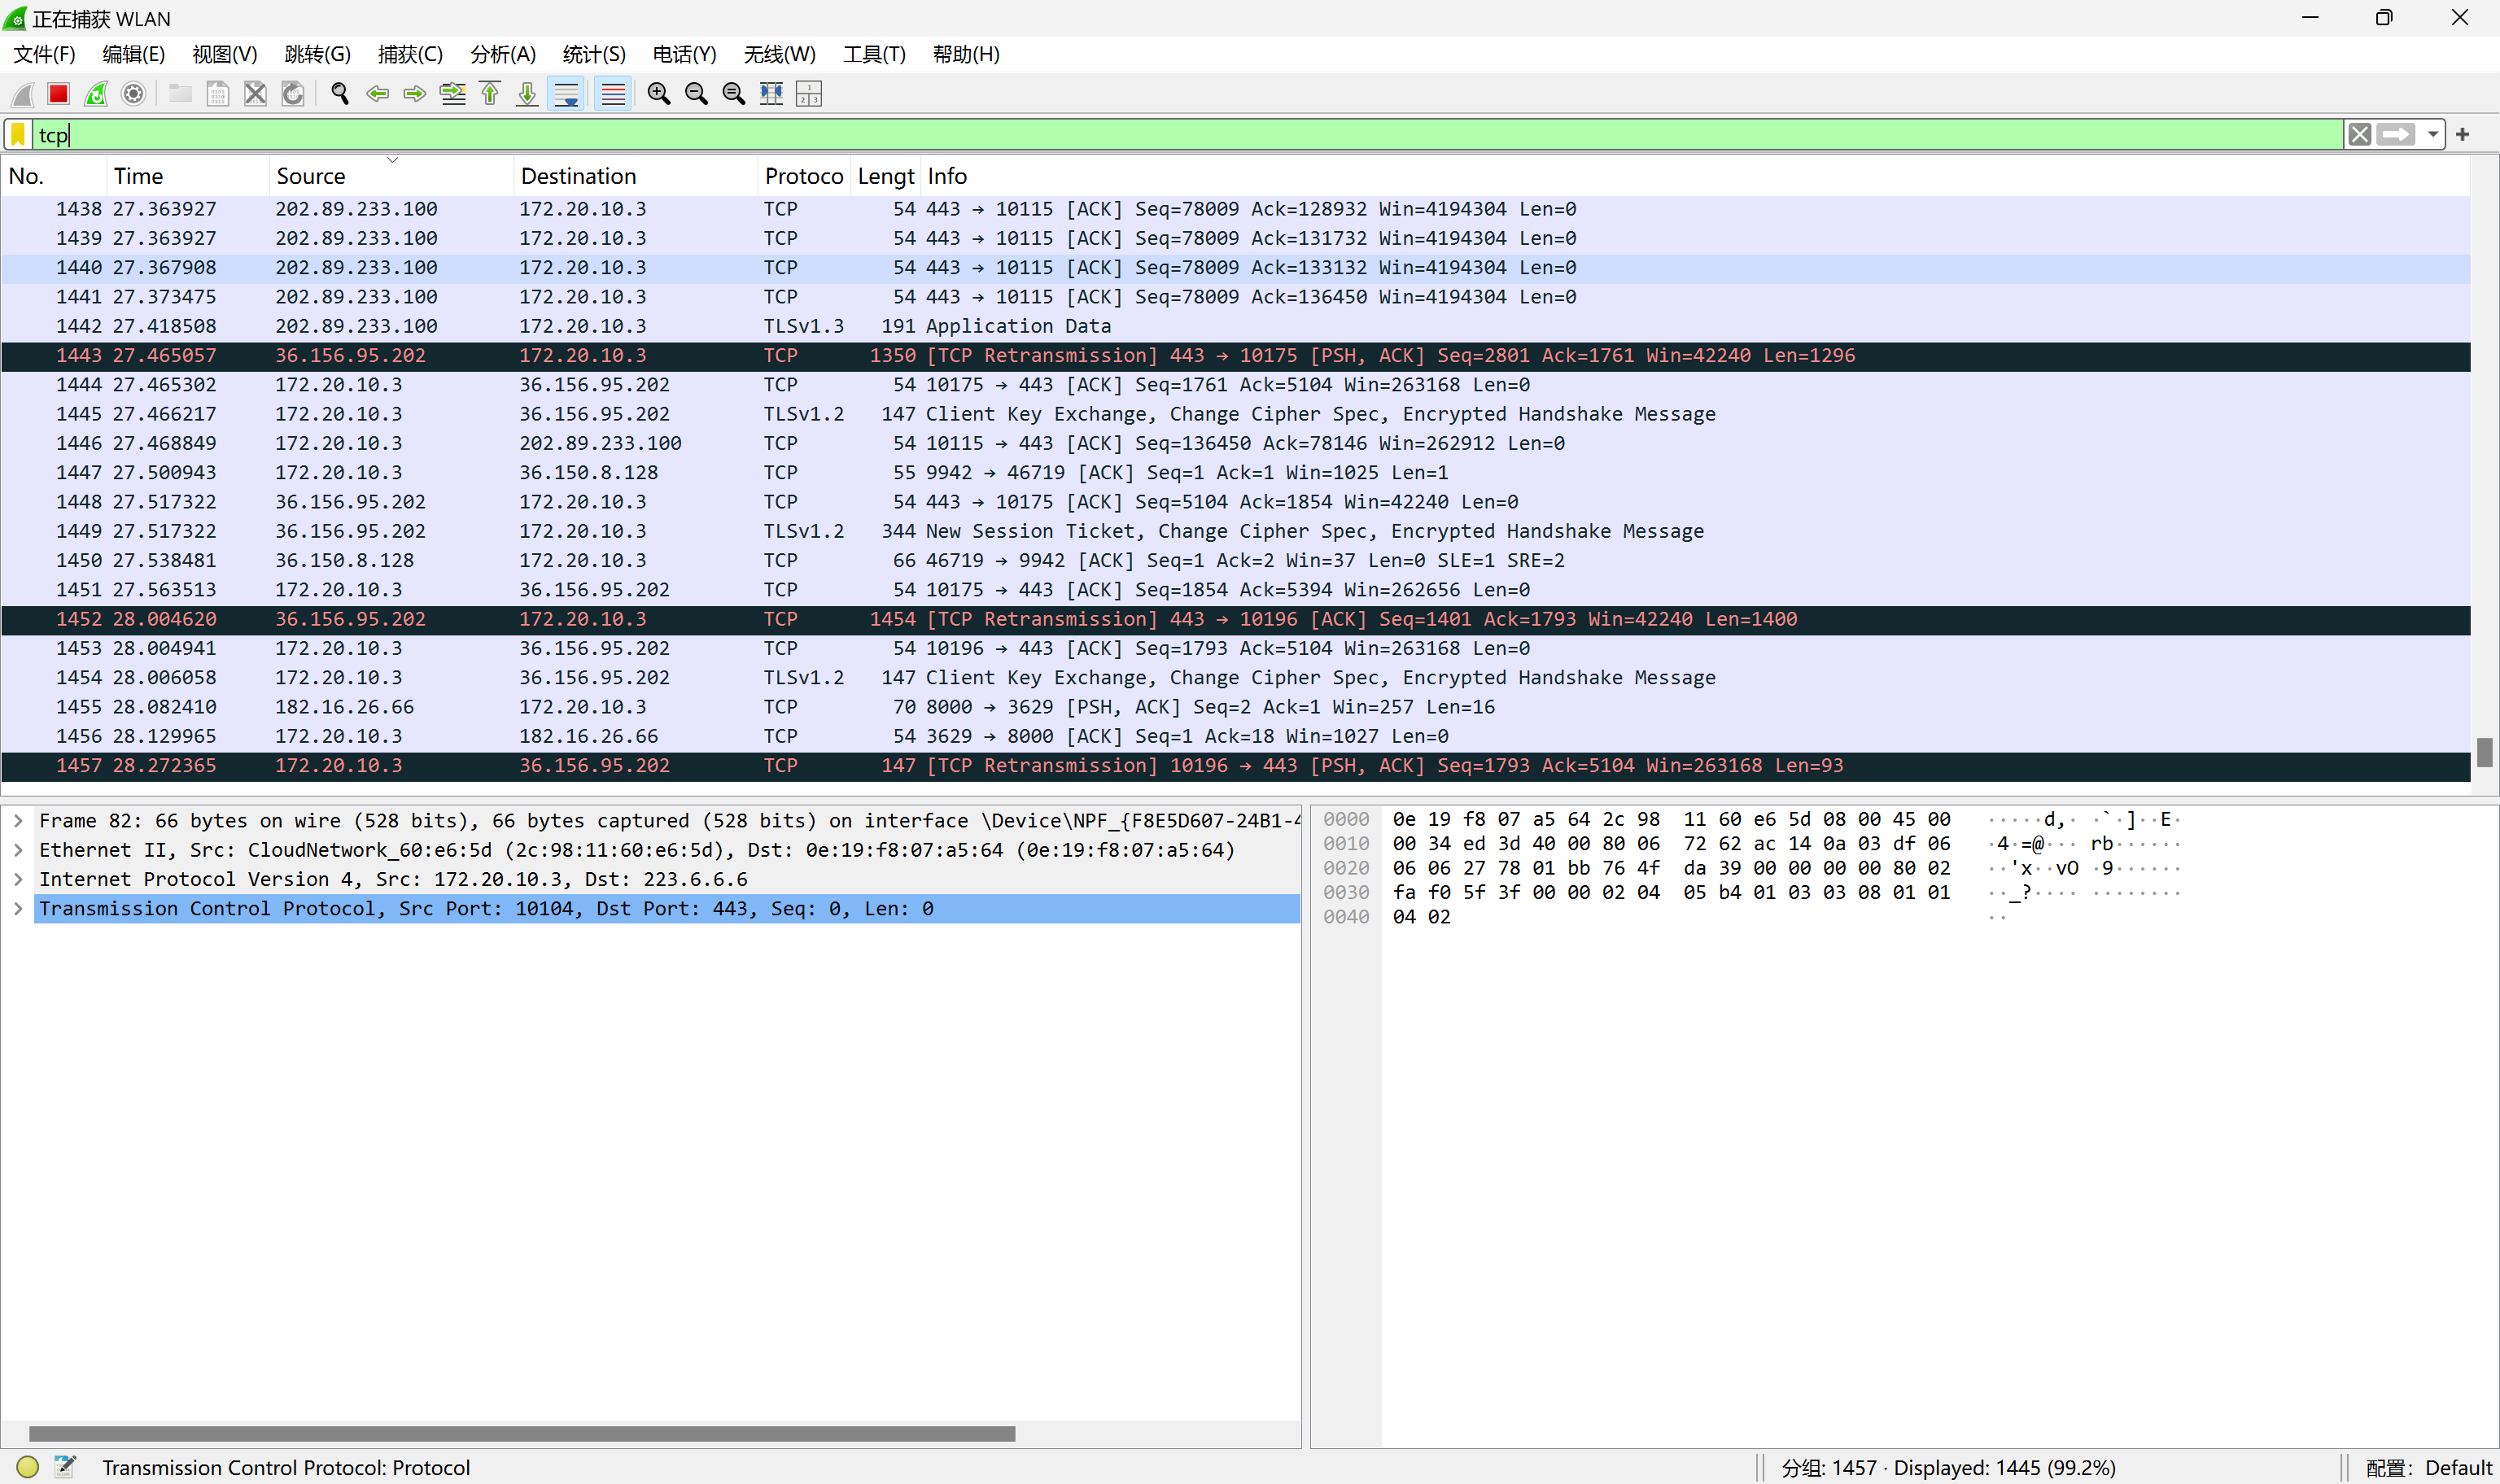 正在捕获 WLAN
文件(F) 编辑(E) 视图(V) 跳转(G) 捕获(C) 分析(A) 统计(S) 电话(Y) 无线(W) 工具(T) 帮助(H)
tcp
No. Time Source Destination Protoco Lengt Info
1438 27.363927 202.89.233.100 172.20.10.3 TCP 54 443 → 10115 [ACK] Seq=78009 Ack=128932 Win=4194304 Len=0
1439 27.363927 202.89.233.100 172.20.10.3 TCP 54 443 → 10115 [ACK] Seq=78009 Ack=131732 Win=4194304 Len=0
1440 27.367908 202.89.233.100 172.20.10.3 TCP 54 443 → 10115 [ACK] Seq=78009 Ack=133132 Win=4194304 Len=0
1441 27.373475 202.89.233.100 172.20.10.3 TCP 54 443 → 10115 [ACK] Seq=78009 Ack=136450 Win=4194304 Len=0
1442 27.418508 202.89.233.100 172.20.10.3 TLSv1.3 191 Application Data
1443 27.465057 36.156.95.202 172.20.10.3 TCP 1350 [TCP Retransmission] 443 → 10175 [PSH, ACK] Seq=2801 Ack=1761 Win=42240 Len=1296
1444 27.465302 172.20.10.3 36.156.95.202 TCP 54 10175 → 443 [ACK] Seq=1761 Ack=5104 Win=263168 Len=0
1445 27.466217 172.20.10.3 36.156.95.202 TLSv1.2 147 Client Key Exchange, Change Cipher Spec, Encrypted Handshake Message
1446 27.468849 172.20.10.3 202.89.233.100 TCP 54 10115 → 443 [ACK] Seq=136450 Ack=78146 Win=262912 Len=0
1447 27.500943 172.20.10.3 36.150.8.128 TCP 55 9942 → 46719 [ACK] Seq=1 Ack=1 Win=1025 Len=1
1448 27.517322 36.156.95.202 172.20.10.3 TCP 54 443 → 10175 [ACK] Seq=5104 Ack=1854 Win=42240 Len=0
1449 27.517322 36.156.95.202 172.20.10.3 TLSv1.2 344 New Session Ticket, Change Cipher Spec, Encrypted Handshake Message
1450 27.538481 36.150.8.128 172.20.10.3 TCP 66 46719 → 9942 [ACK] Seq=1 Ack=2 Win=37 Len=0 SLE=1 SRE=2
1451 27.563513 172.20.10.3 36.156.95.202 TCP 54 10175 → 443 [ACK] Seq=1854 Ack=5394 Win=262656 Len=0
1452 28.004620 36.156.95.202 172.20.10.3 TCP 1454 [TCP Retransmission] 443 → 10196 [ACK] Seq=1401 Ack=1793 Win=42240 Len=1400
1453 28.004941 172.20.10.3 36.156.95.202 TCP 54 10196 → 443 [ACK] Seq=1793 Ack=5104 Win=263168 Len=0
1454 28.006058 172.20.10.3 36.156.95.202 TLSv1.2 147 Client Key Exchange, Change Cipher Spec, Encrypted Handshake Message
1455 28.082410 182.16.26.66 172.20.10.3 TCP 70 8000 → 3629 [PSH, ACK] Seq=2 Ack=1 Win=257 Len=16
1456 28.129965 172.20.10.3 182.16.26.66 TCP 54 3629 → 8000 [ACK] Seq=1 Ack=18 Win=1027 Len=0
1457 28.272365 172.20.10.3 36.156.95.202 TCP 147 [TCP Retransmission] 10196 → 443 [PSH, ACK] Seq=1793 Ack=5104 Win=263168 Len=93
Frame 82: 66 bytes on wire (528 bits), 66 bytes captured (528 bits) on interface \Device\NPF_{F8E5D607-24B1-4
Ethernet II, Src: CloudNetwork_60:e6:5d (2c:98:11:60:e6:5d), Dst: 0e:19:f8:07:a5:64 (0e:19:f8:07:a5:64)
Internet Protocol Version 4, Src: 172.20.10.3, Dst: 223.6.6.6
Transmission Control Protocol, Src Port: 10104, Dst Port: 443, Seq: 0, Len: 0
0000 0e 19 f8 07 a5 64 2c 98 11 60 e6 5d 08 00 45 00 ·····d,· ·`·]··E·
0010 00 34 ed 3d 40 00 80 06 72 62 ac 14 0a 03 df 06 ·4·=@··· rb······
0020 06 06 27 78 01 bb 76 4f da 39 00 00 00 00 80 02 ··'x··vO ·9······
0030 fa f0 5f 3f 00 00 02 04 05 b4 01 03 03 08 01 01 ··_?···· ········
0040 04 02 ··
Transmission Control Protocol: Protocol 分组: 1457 · Displayed: 1445 (99.2%) 配置: Default